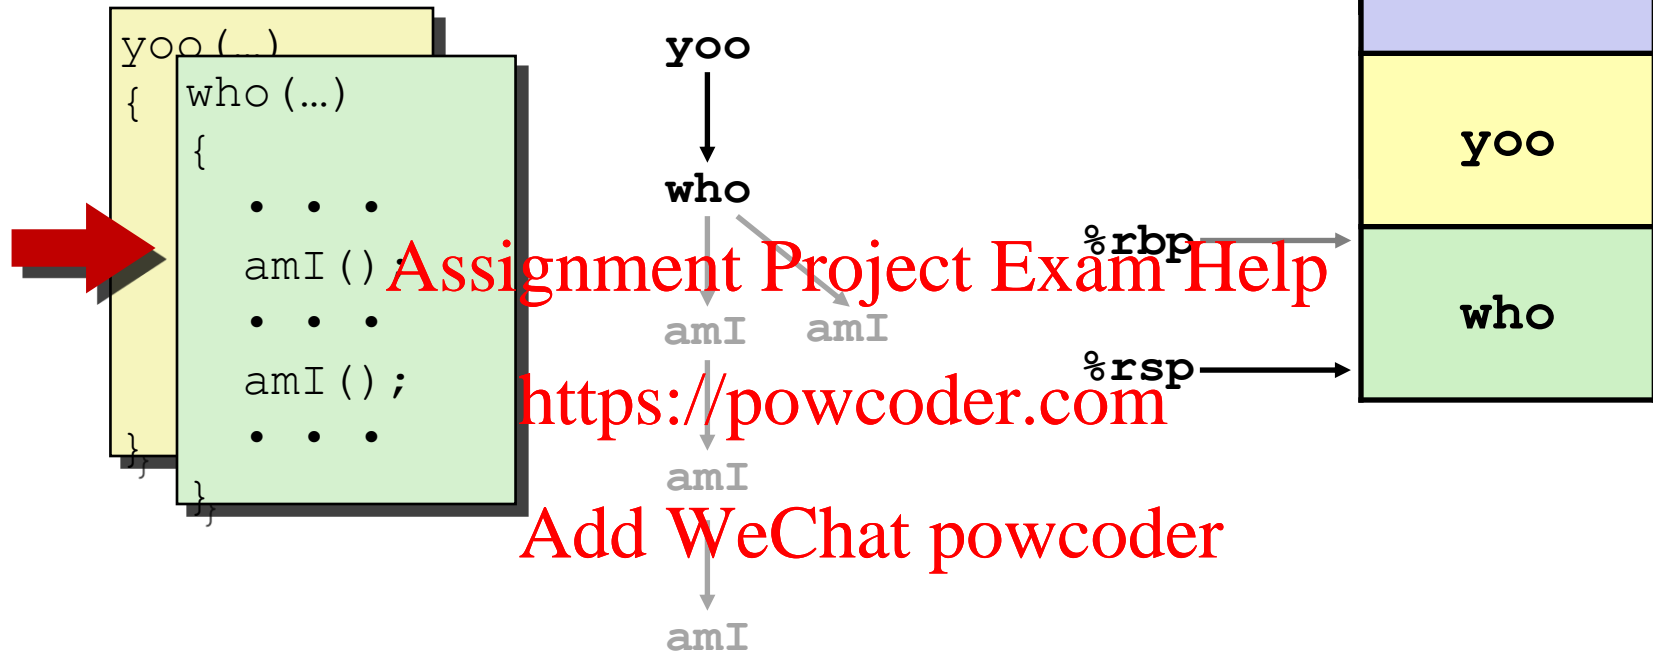 yoo(…)
{
}
}
who(…)
{
• • •
amI();
• • •
amI();
• • •
}
}
yoo
who
amI
amI
amI
amI
%rbp
%rsp
yoo
who
Assignment Project Exam Help
https://powcoder.com
Add WeChat powcoder